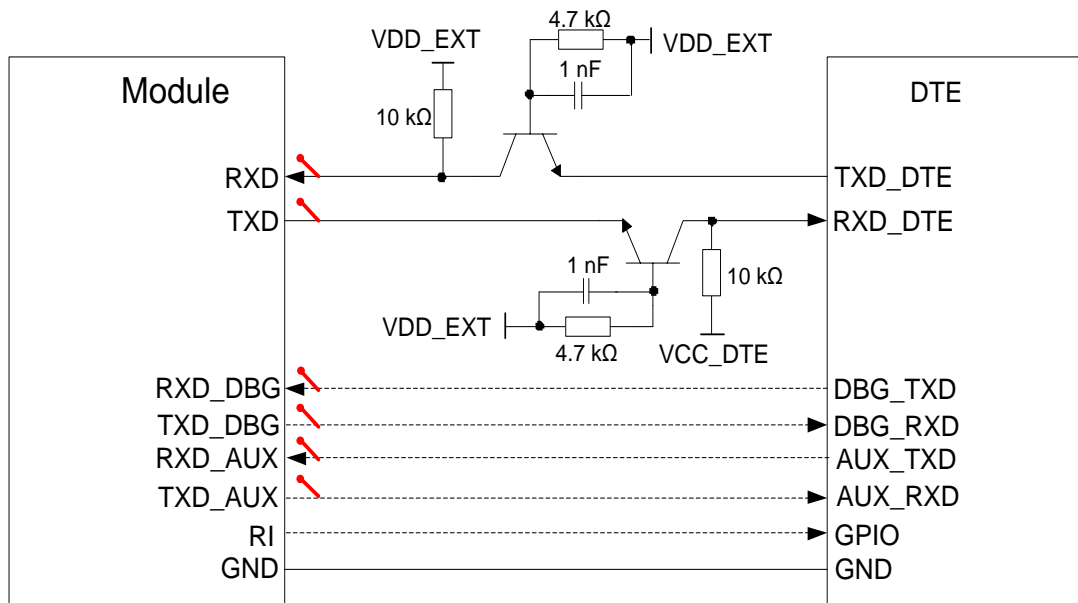 4.7 kΩ
VDD_EXT
VDD_EXT
1 nF
Module
DTE
10 kΩ
RXD
TXD_DTE
TXD
RXD_DTE
1 nF
10 kΩ
VDD_EXT
4.7 kΩ
VCC_DTE
RXD_DBG
DBG_TXD
TXD_DBG
DBG_RXD
RXD_AUX
AUX_TXD
TXD_AUX
AUX_RXD
RI
GPIO
GND
GND